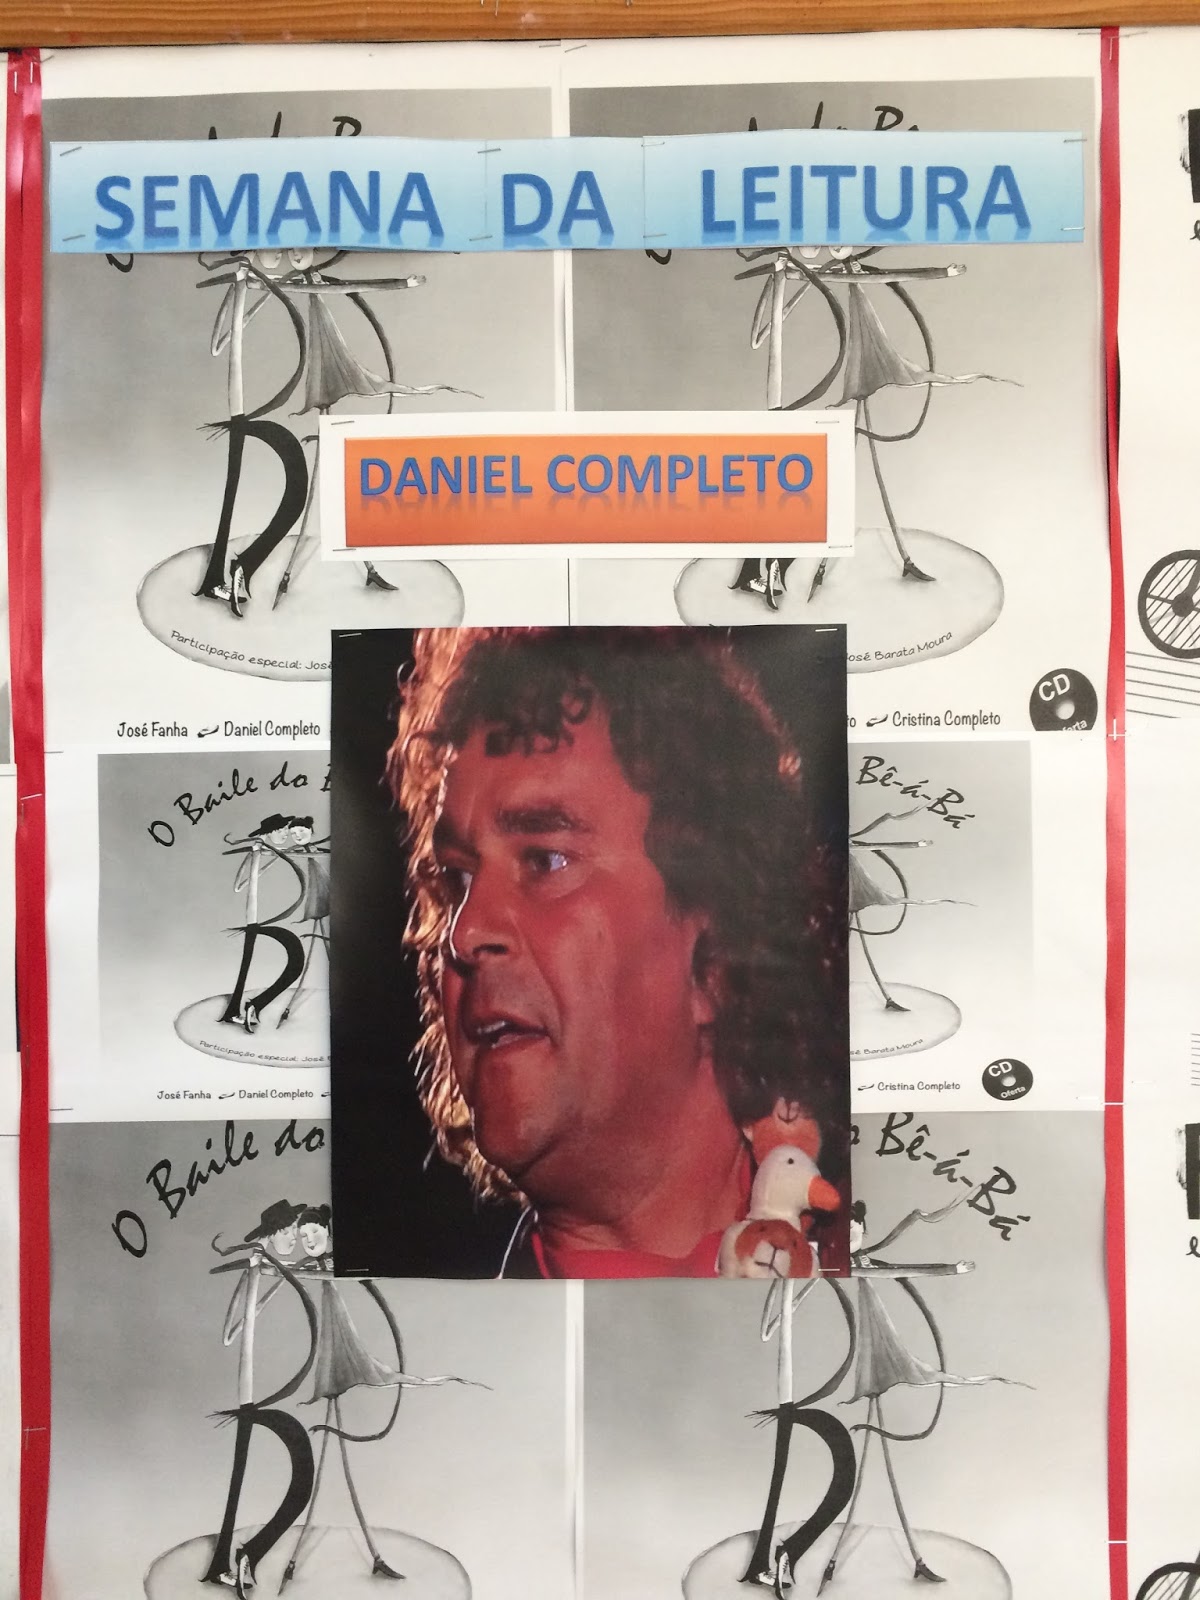 SEMANA DA LEITURA
DANIEL COMPLETO
Participação especial: José
José Barata Moura
CD
José Fanha Daniel Completo
Cristina Completo
O Baile do
Bê-á-Bá
Participação especial: José
Barata Moura
José Fanha Daniel Completo
Cristina Completo
CD
Oferta
O Baile do
Bê-á-Bá